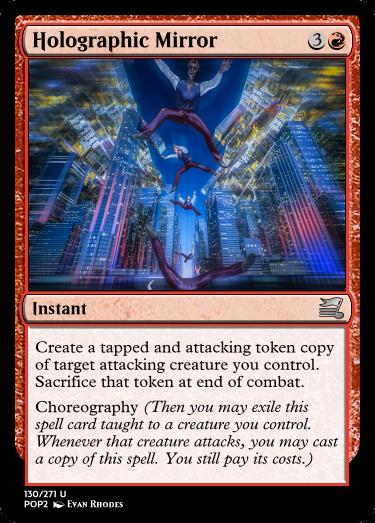 Holographic Mirror 3
Instant
Create a tapped and attacking token copy
of target attacking creature you control.
Sacrifice that token at end of combat.
Choreography (Then you may exile this
spell card taught to a creature you control.
Whenever that creature attacks, you may cast
a copy of this spell. You still pay its costs.)
130/271 U
POP2 Evan Rhodes